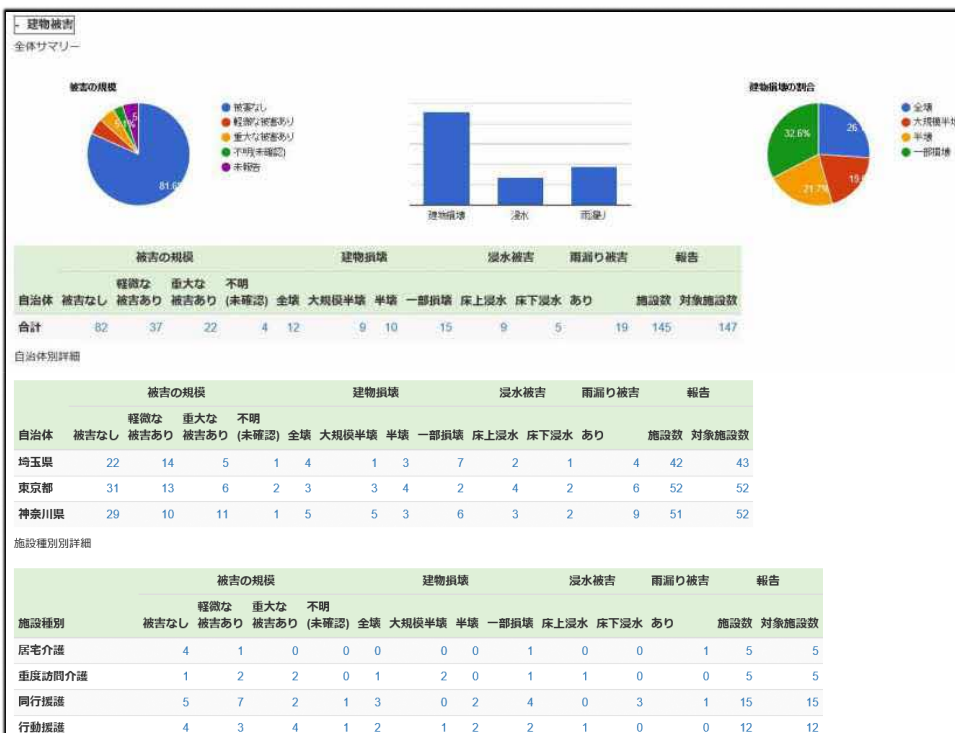 - 建物被害
全体サマリー
被害の規模
被害なし
軽微な被害あり
重大な被害あり
不明(未確認)
未報告
81.6
建物損壊 浸水 雨漏り
建物損壊の割合
32.6%
26.
19.
21.7%
全壊
大規模半壊
半壊
一部損壊
被害の規模 建物損壊 浸水被害 雨漏り被害 報告
自治体 被害なし 軽微な被害あり 重大な被害あり 不明(未確認) 全壊 大規模半壊 半壊 一部損壊 床上浸水 床下浸水 あり 施設数 対象施設数
合計 82 37 22 4 12 9 10 15 9 5 19 145 147
自治体別詳細
被害の規模 建物損壊 浸水被害 雨漏り被害 報告
自治体 被害なし 軽微な被害あり 重大な被害あり 不明(未確認) 全壊 大規模半壊 半壊 一部損壊 床上浸水 床下浸水 あり 施設数 対象施設数
埼玉県 22 14 5 1 4 1 3 7 2 1 4 42 43
東京都 31 13 6 2 3 3 4 2 4 2 6 52 52
神奈川県 29 10 11 1 5 5 3 6 3 2 9 51 52
施設種別別詳細
被害の規模 建物損壊 浸水被害 雨漏り被害 報告
施設種別 被害なし 軽微な被害あり 重大な被害あり 不明(未確認) 全壊 大規模半壊 半壊 一部損壊 床上浸水 床下浸水 あり 施設数 対象施設数
居宅介護 4 1 0 0 0 0 0 1 0 0 1 5 5
重度訪問介護 1 2 2 0 1 2 0 1 1 0 0 5 5
同行援護 5 7 2 1 3 0 2 4 0 3 1 15 15
行動援護 4 3 4 1 2 1 2 2 1 0 0 12 12